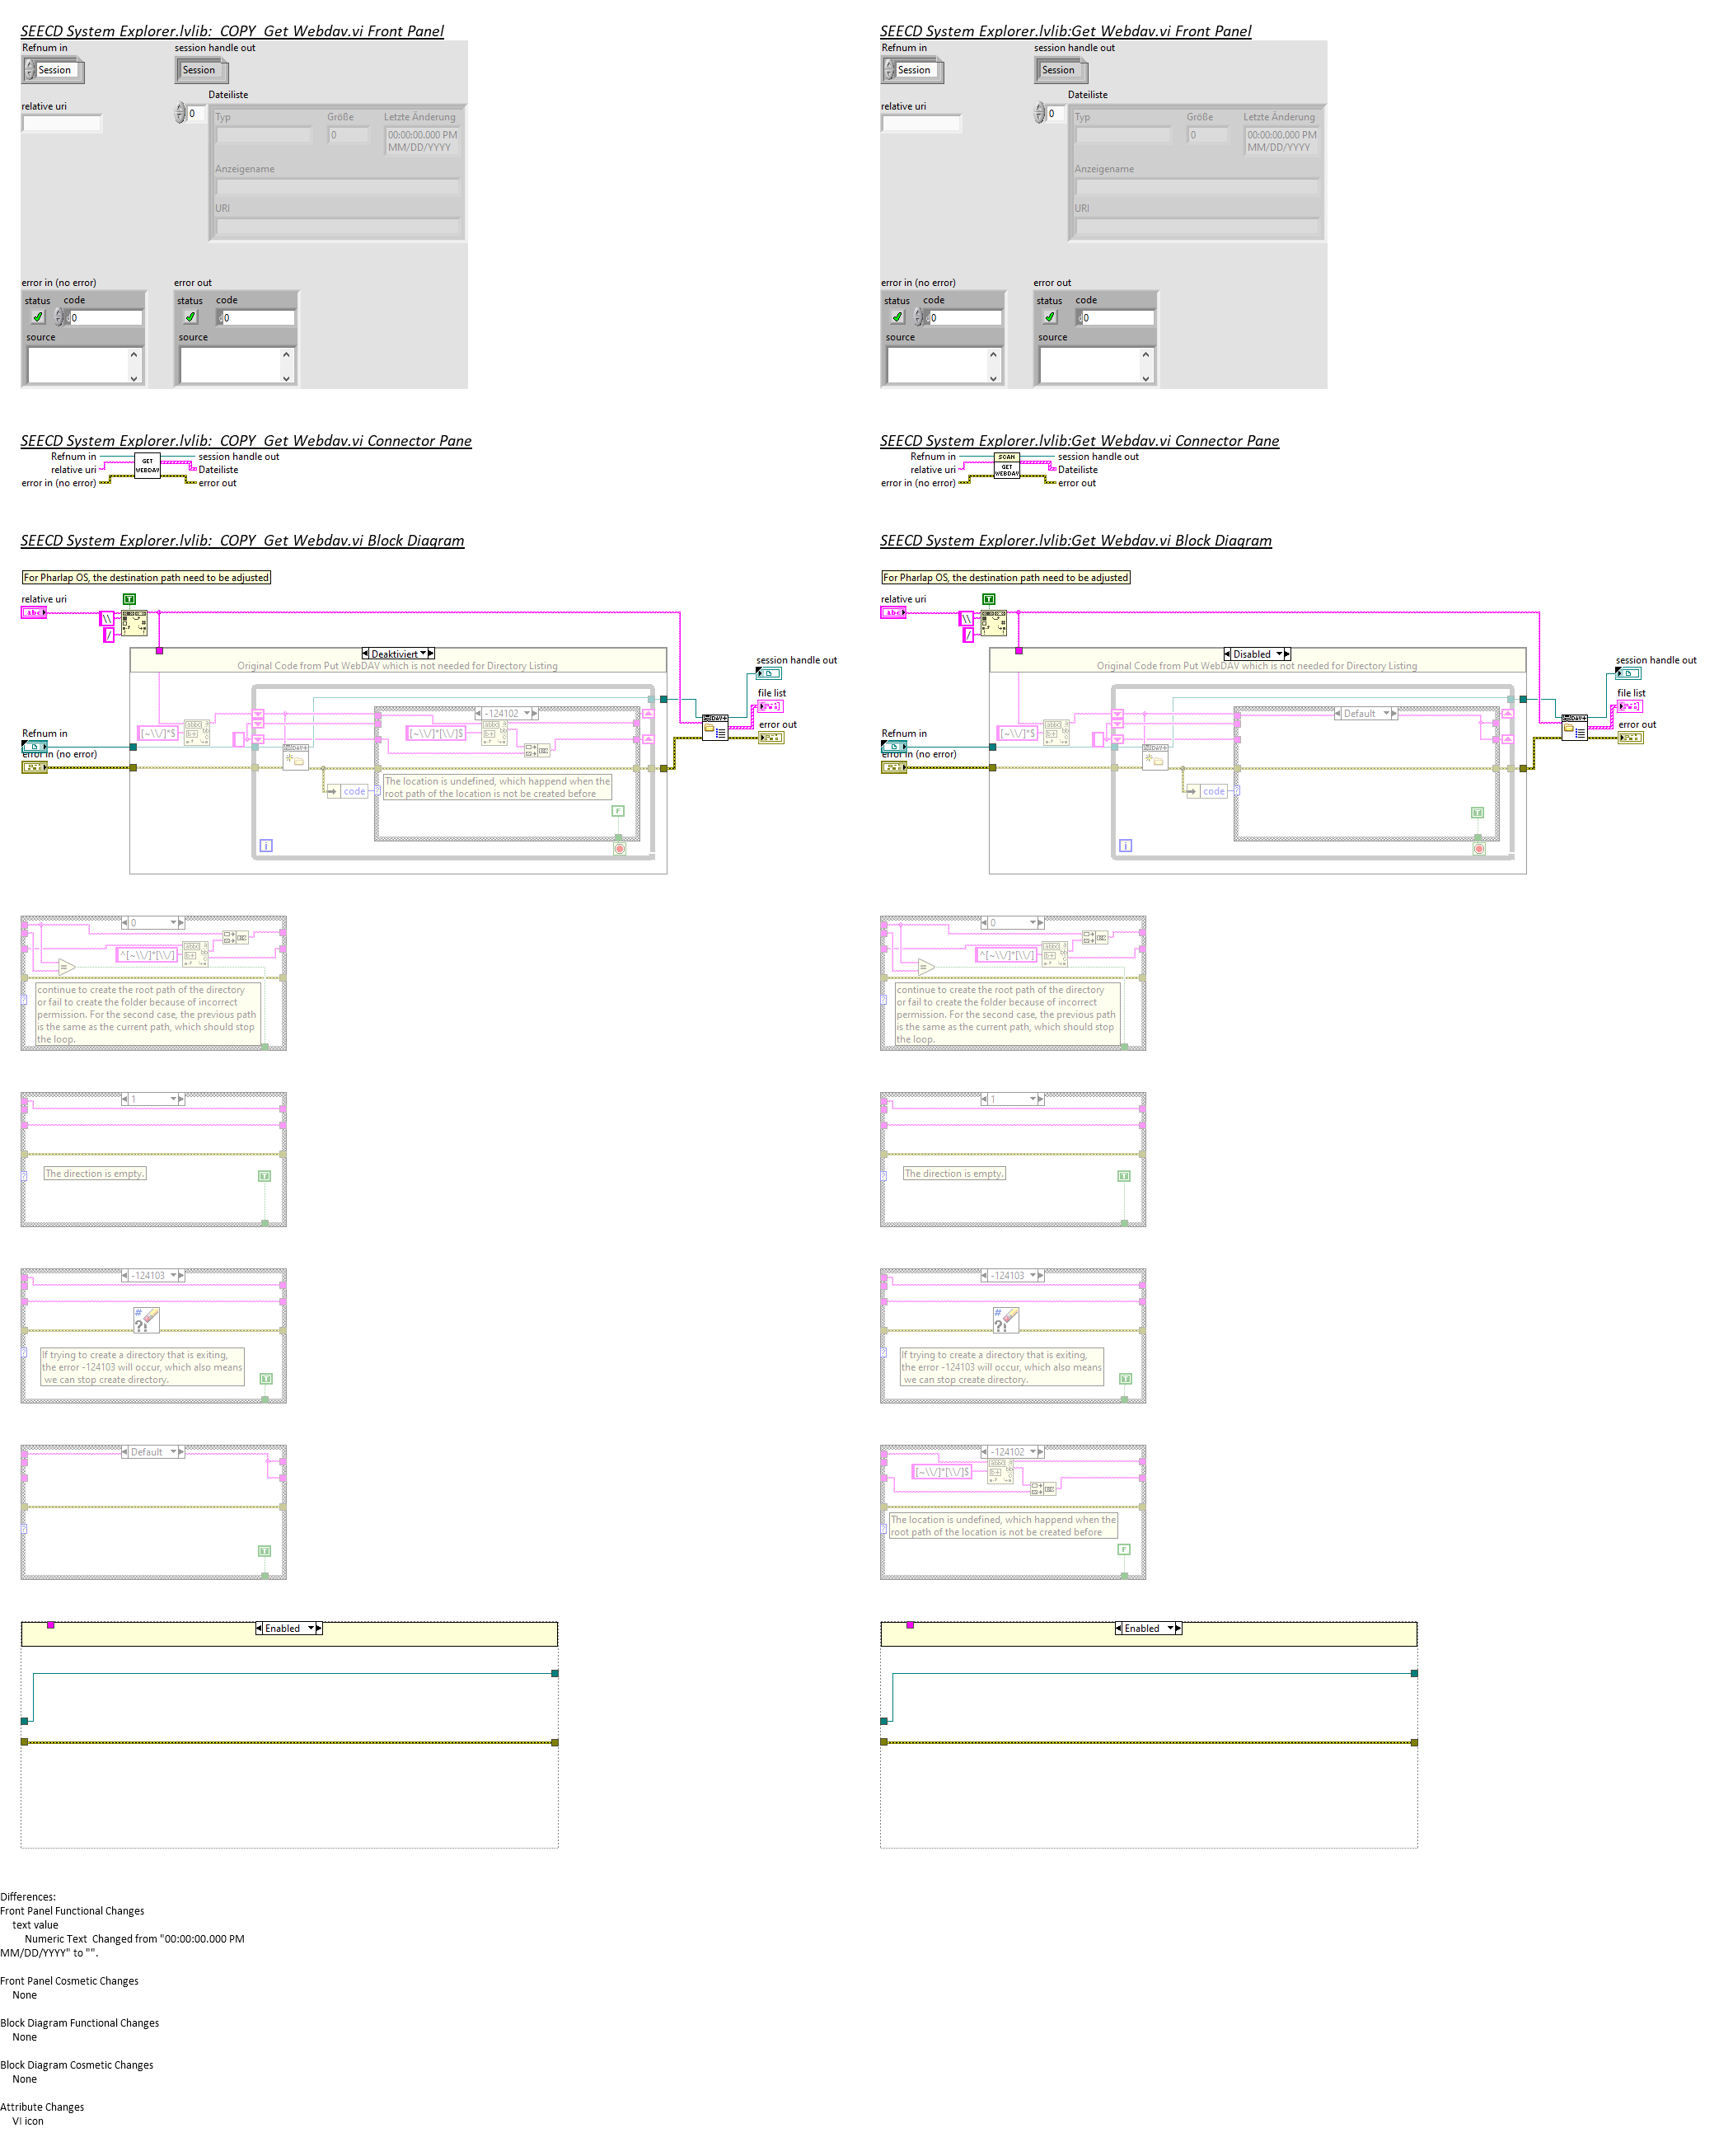 SEECD System Explorer.lvlib:  COPY  Get Webdav.vi Front Panel
Refnum in
session handle out
Session
Session
relative uri
Dateiliste
0
Typ
Größe
Letzte Änderung
0
00:00:00.000 PM
MM/DD/YYYY
Anzeigename
URI
error in (no error)
error out
status
code
status
code
0
0
source
source
SEECD System Explorer.lvlib:Get Webdav.vi Front Panel
Refnum in
session handle out
Session
Session
relative uri
Dateiliste
0
Typ
Größe
Letzte Änderung
0
00:00:00.000 PM
MM/DD/YYYY
Anzeigename
URI
error in (no error)
error out
status
code
status
code
0
0
source
source
SEECD System Explorer.lvlib:  COPY  Get Webdav.vi Connector Pane
Refnum in
relative uri
error in (no error)
GET
WEBDAV
session handle out
Dateiliste
error out
SEECD System Explorer.lvlib:Get Webdav.vi Connector Pane
Refnum in
relative uri
error in (no error)
SCAN
GET
WEBDAV
session handle out
Dateiliste
error out
SEECD System Explorer.lvlib:  COPY  Get Webdav.vi Block Diagram
For Pharlap OS, the destination path need to be adjusted
relative uri
abc
T
\\
/
Deaktiviert
Original Code from Put WebDAV which is not needed for Directory Listing
session handle out
file list
error out
DAV+
Refnum in
error in (no error)
[~\\/]*$
DAV+
-124102
[~\\/]*[\\/]$
The location is undefined, which happend when the
root path of the location is not be created before
code
F
i
SEECD System Explorer.lvlib:Get Webdav.vi Block Diagram
For Pharlap OS, the destination path need to be adjusted
relative uri
abc
T
\\
/
Disabled
Original Code from Put WebDAV which is not needed for Directory Listing
session handle out
file list
error out
DAV+
Refnum in
error in (no error)
[~\\/]*$
DAV+
Default
code
T
i
0
^[~\\/]*[\\/]
=
continue to create the root path of the directory
or fail to create the folder because of incorrect
permission. For the second case, the previous path
is the same as the current path, which should stop
the loop.
0
^[~\\/]*[\\/]
=
continue to create the root path of the directory
or fail to create the folder because of incorrect
permission. For the second case, the previous path
is the same as the current path, which should stop
the loop.
1
The direction is empty.
T
1
The direction is empty.
T
-124103
#
?!
If trying to create a directory that is exiting,
the error -124103 will occur, which also means
we can stop create directory.
T
-124103
#
?!
If trying to create a directory that is exiting,
the error -124103 will occur, which also means
we can stop create directory.
T
Default
T
-124102
[~\\/]*[\\/]$
The location is undefined, which happend when the
root path of the location is not be created before
F
Enabled
Enabled
Differences:
Front Panel Functional Changes
text value
Numeric Text  Changed from "00:00:00.000 PM
MM/DD/YYYY" to "".
Front Panel Cosmetic Changes
None
Block Diagram Functional Changes
None
Block Diagram Cosmetic Changes
None
Attribute Changes
VI icon